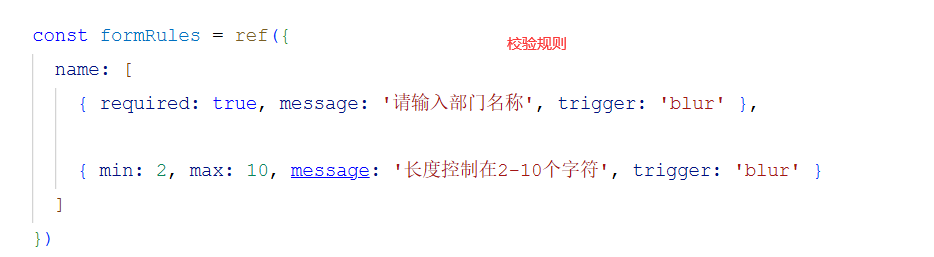 const formRules = ref({
校验规则
name: [
{ required: true, message: '请输入部门名称', trigger: 'blur' },
{ min: 2, max: 10, message: '长度控制在2-10个字符', trigger: 'blur' }
]
})